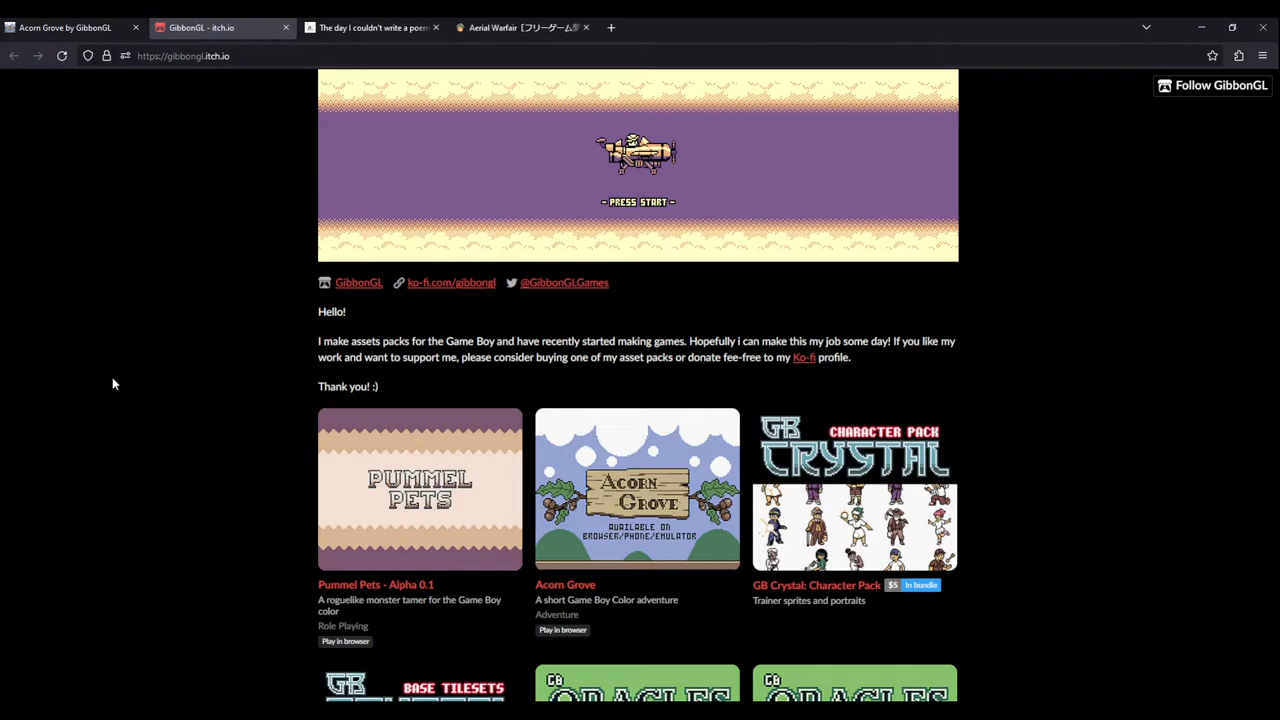 Acorn Grove by GibbonGL
GibbonGL - itch.io
The day I couldn't write a poem
Aerial Warfair [フリーゲーム
https://gibbongl.itch.io
Follow GibbonGL
- PRESS START -
GibbonGL ko-fi.com/gibbongl @GibbonGLGames
Hello!
I make assets packs for the Game Boy and have recently started making games. Hopefully i can make this my job some day! If you like my
work and want to support me, please consider buying one of my asset packs or donate fee-free to my Ko-fi profile.
Thank you! :)
PUMMEL
PETS
Pummel Pets - Alpha 0.1
A roguelike monster tamer for the Game Boy
color
Role Playing
Play in browser
ACORN
GROVE
AVAILABLE ON
BROWSER/PHONE/EMULATOR
Acorn Grove
A short Game Boy Color adventure
Adventure
Play in browser
GB CHARACTER PACK
CRYSTAL
GB Crystal: Character Pack $5 In bundle
Trainer sprites and portraits
GB BASE TILESETS
GB
ORACLES
GB
ORACLES